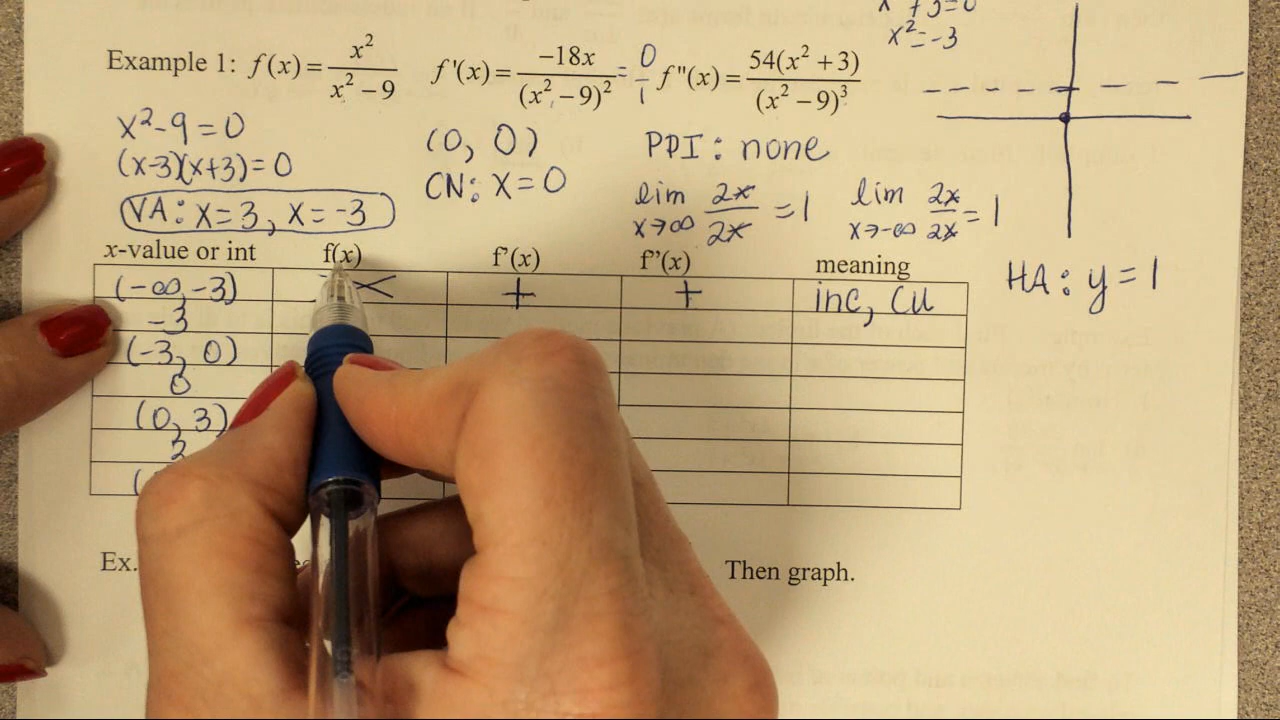 x²=-3
Example 1: f(x) = x²/(x² − 9) f'(x) = −18x/(x² − 9)² = 0/1 f"(x) = 54(x² + 3)/(x² − 9)³
x²-9=0
(x-3)(x+3)=0
VA: x=3, x=-3
(0, 0)
CN: x=0
PPI: none
lim x→∞ 2x/2x =1 lim x→-∞ 2x/2x =1
HA: y=1
x-value or int f(x) f'(x) f"(x) meaning
(-∞,-3) + + inc, cu
-3
(-3, 0)
0
(0, 3)
3
Ex. Then graph.